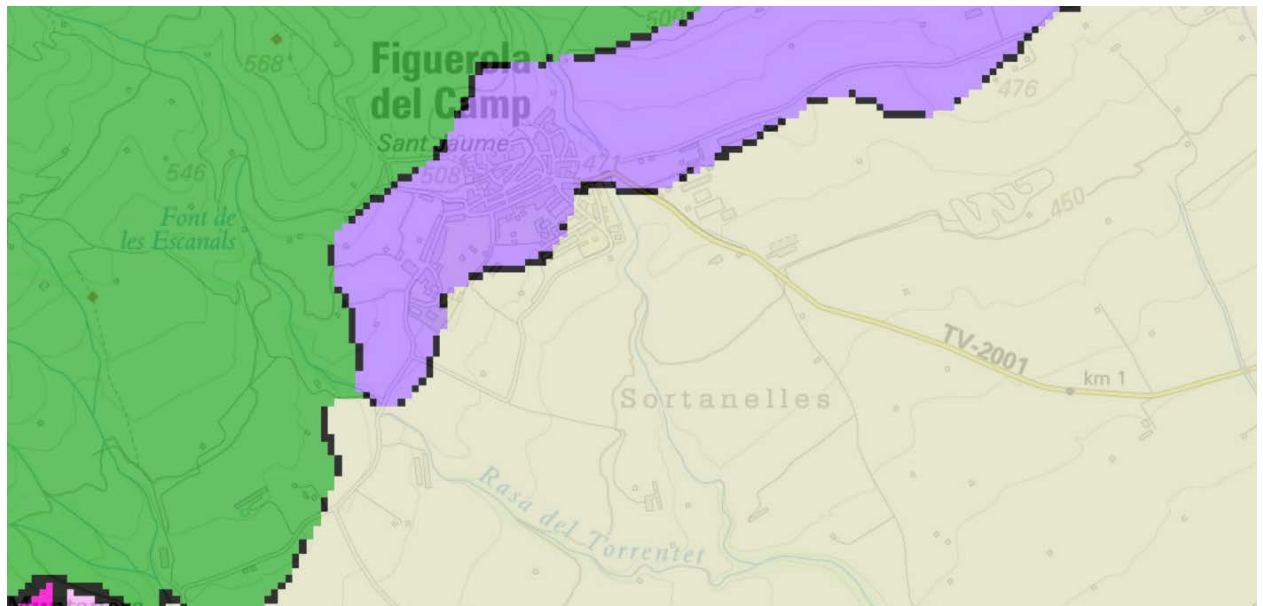 500
568
Figuerola
del Camp
Sant Jaume
476
471
508
546
450
Font de
les Escanals
TV-2001
km 1
Sortanelles
Rasa del Torrentet